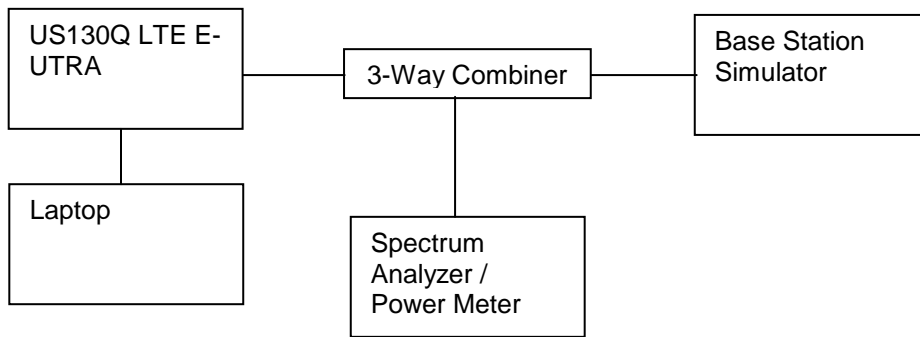 US130Q LTE E-
UTRA
3-Way Combiner
Base Station
Simulator
Laptop
Spectrum
Analyzer /
Power Meter